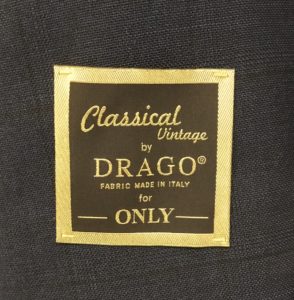 Classical
Vintage
by
DRAGO®
FABRIC MADE IN ITALY
for
ONLY